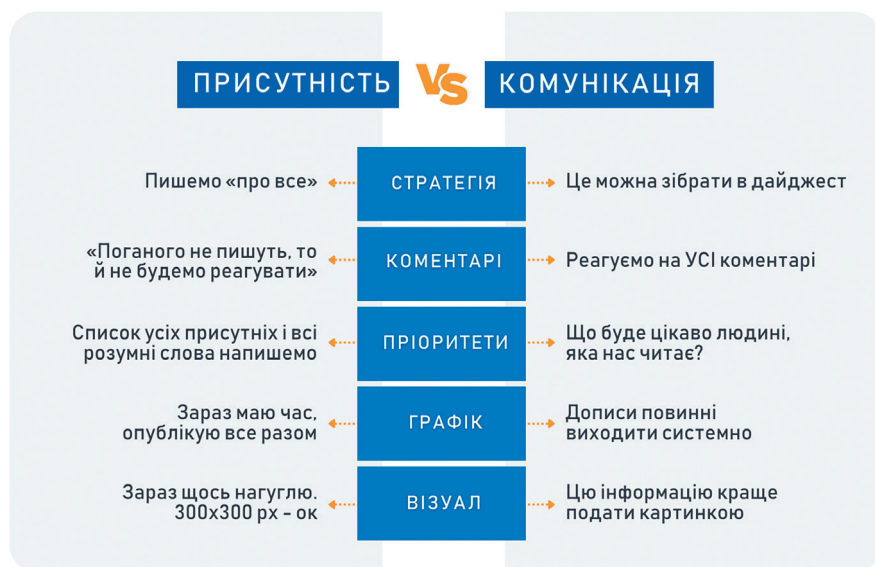 ПРИСУТНІСТЬ VS КОМУНІКАЦІЯ
Пишемо «про все»
СТРАТЕГІЯ
Це можна зібрати в дайджест
«Поганого не пишуть, то
й не будемо реагувати»
КОМЕНТАРІ
Реагуємо на УСІ коментарі
Список усіх присутніх і всі
розумні слова напишемо
ПРІОРИТЕТИ
Що буде цікаво людині,
яка нас читає?
Зараз маю час,
опублікую все разом
ГРАФІК
Дописи повинні
виходити системно
Зараз щось нагуглю.
300х300 рх - ок
ВІЗУАЛ
Цю інформацію краще
подати картинкою